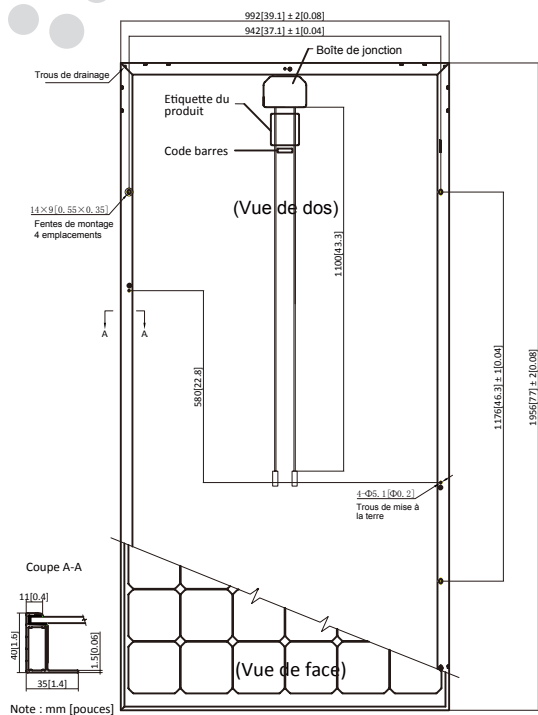 992[39.1] ± 2[0.08]
942[37.1] ± 1[0.04]
Boîte de jonction
Trous de drainage
Etiquette du
produit
Code barres
(Vue de dos)
14×9[0.55×0.35]
Fentes de montage
4 emplacements
1100[43.3]
A A
580[22.8]
1176[46.3] ± 1[0.04]
1956[77] ± 2[0.08]
4-Φ5.1[Φ0.2]
Trous de mise à
la terre
Coupe A-A
11[0.4]
40[1.6]
1.5[0.06]
35[1.4]
(Vue de face)
Note : mm [pouces]